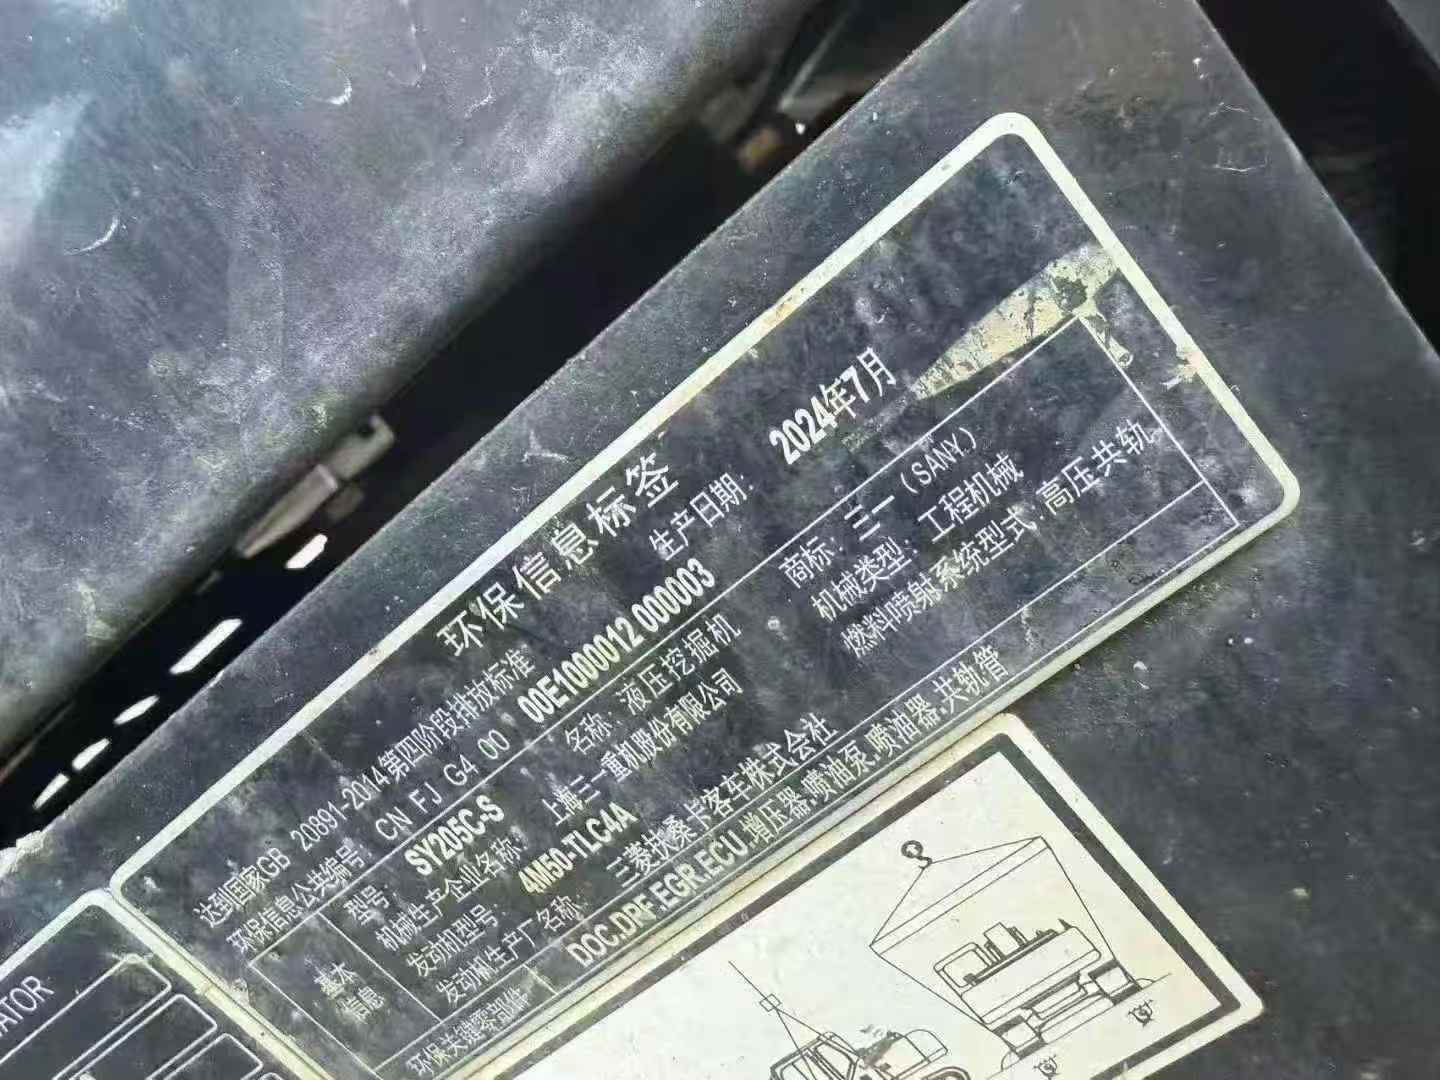 环保信息标签
达到国家GB 20891-2014第四阶段排放标准 生产日期： 2024年7月
环保信息公共编号： CN FJ G4 00 00E1000012 000003
基本信息
型号： SY205C-S 名称： 液压挖掘机 商标： 三一（SANY）
机械生产企业名称： 上海三一重机股份有限公司 机械类型： 工程机械
发动机型号： 4M50-TLC4A 燃料喷射系统型式： 高压共轨
发动机生产厂名称： 三菱扶桑卡客车株式会社
环保关键零部件 DOC.DPF.EGR.ECU.增压器.喷油泵.喷油器.共轨管
ATOR